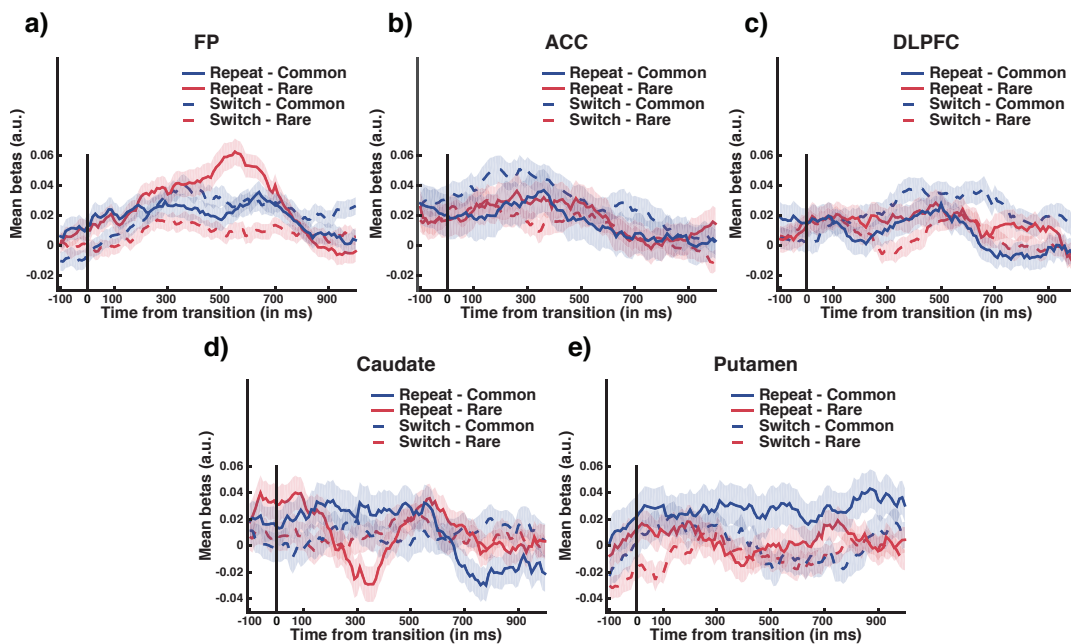 a)
FP
Repeat - Common
Repeat - Rare
Switch - Common
Switch - Rare
Mean betas (a.u.)
0.06
0.04
0.02
0
-0.02
-100 0 100 300 500 700 900
Time from transition (in ms)
b)
ACC
Repeat - Common
Repeat - Rare
Switch - Common
Switch - Rare
Mean betas (a.u.)
0.06
0.04
0.02
0
-0.02
-100 0 100 300 500 700 900
Time from transition (in ms)
c)
DLPFC
Repeat - Common
Repeat - Rare
Switch - Common
Switch - Rare
Mean betas (a.u.)
0.06
0.04
0.02
0
-0.02
-100 0 100 300 500 700 900
Time from transition (in ms)
d)
Caudate
Repeat - Common
Repeat - Rare
Switch - Common
Switch - Rare
Mean betas (a.u.)
0.06
0.04
0.02
0
-0.02
-0.04
-100 0 100 300 500 700 900
Time from transition (in ms)
e)
Putamen
Repeat - Common
Repeat - Rare
Switch - Common
Switch - Rare
Mean betas (a.u.)
0.06
0.04
0.02
0
-0.02
-0.04
-100 0 100 300 500 700 900
Time from transition (in ms)